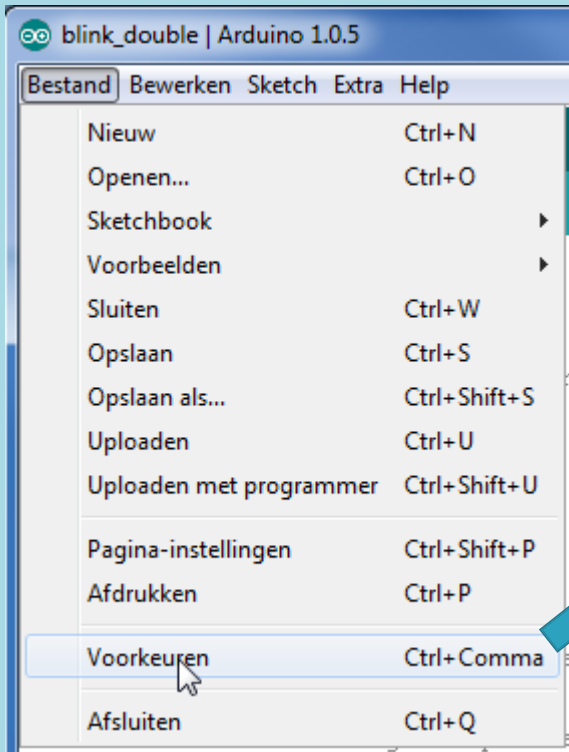 blink_double | Arduino 1.0.5
Bestand Bewerken Sketch Extra Help
Nieuw Ctrl+N
Openen... Ctrl+O
Sketchbook
Voorbeelden
Sluiten Ctrl+W
Opslaan Ctrl+S
Opslaan als... Ctrl+Shift+S
Uploaden Ctrl+U
Uploaden met programmer Ctrl+Shift+U
Pagina-instellingen Ctrl+Shift+P
Afdrukken Ctrl+P
Voorkeuren Ctrl+Comma
Afsluiten Ctrl+Q